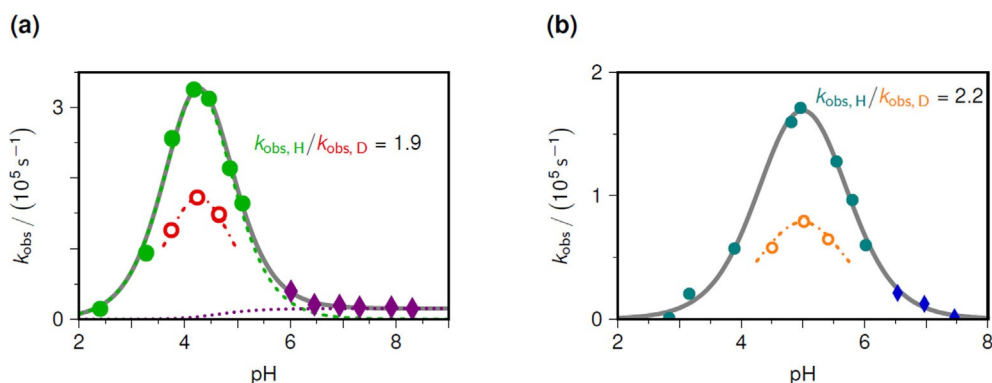 (a)
(b)
k_obs / (10^5 s^−1)
3
0
k_obs, H/k_obs, D = 1.9
2 4 6 8
pH
k_obs / (10^5 s^−1)
2
1
0
k_obs, H/k_obs, D = 2.2
2 4 6 8
pH